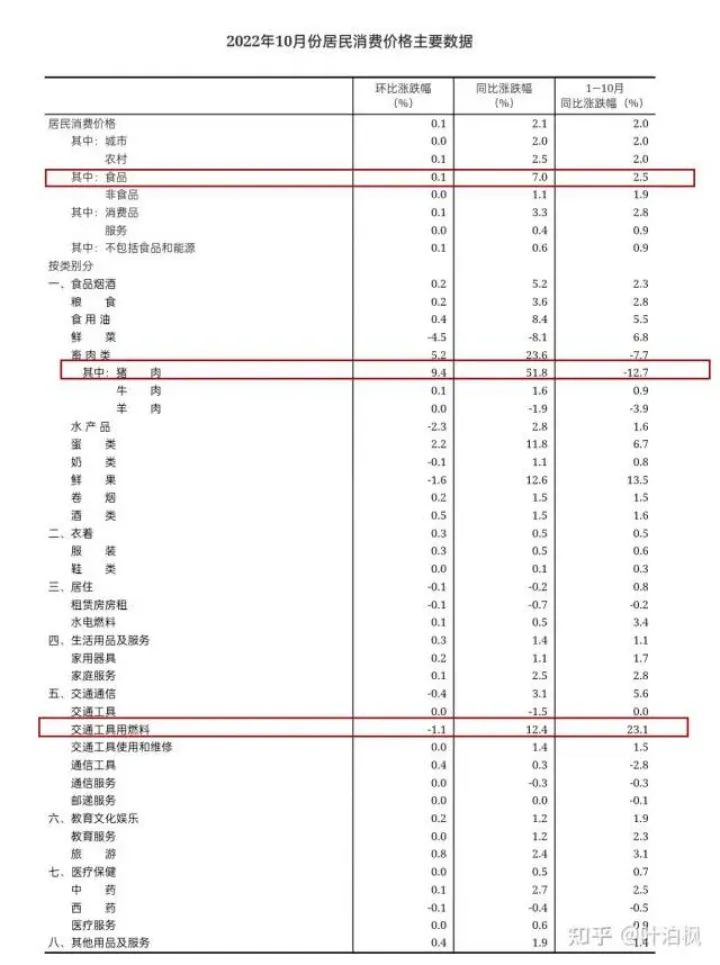 2022年10月份居民消费价格主要数据
环比涨跌幅（%） 同比涨跌幅（%） 1—10月同比涨跌幅（%）
居民消费价格 0.1 2.1 2.0
其中：城市 0.0 2.0 2.0
农村 0.1 2.5 2.0
其中：食品 0.1 7.0 2.5
非食品 0.0 1.1 1.9
其中：消费品 0.1 3.3 2.8
服务 0.0 0.4 0.9
其中：不包括食品和能源 0.1 0.6 0.9
按类别分
一、食品烟酒 0.2 5.2 2.3
粮 食 0.2 3.6 2.8
食 用 油 0.4 8.4 5.5
鲜 菜 -4.5 -8.1 6.8
畜 肉 类 5.2 23.6 -7.7
其中：猪 肉 9.4 51.8 -12.7
牛 肉 0.1 1.6 0.9
羊 肉 0.0 -1.9 -3.9
水 产 品 -2.3 2.8 1.6
蛋 类 2.2 11.8 6.7
奶 类 -0.1 1.1 0.8
鲜 果 -1.6 12.6 13.5
卷 烟 0.2 1.5 1.5
酒 类 0.5 1.5 1.6
二、衣着 0.3 0.5 0.5
服 装 0.3 0.5 0.6
鞋 类 0.0 0.1 0.3
三、居住 -0.1 -0.2 0.8
租赁房房租 -0.1 -0.7 -0.2
水电燃料 0.1 0.5 3.4
四、生活用品及服务 0.3 1.4 1.1
家用器具 0.2 1.1 1.7
家庭服务 0.1 2.5 2.8
五、交通通信 -0.4 3.1 5.6
交通工具 0.0 -1.5 0.0
交通工具用燃料 -1.1 12.4 23.1
交通工具使用和维修 0.0 1.4 1.5
通信工具 0.4 0.3 -2.8
通信服务 0.0 -0.3 -0.3
邮递服务 0.0 0.0 -0.1
六、教育文化娱乐 0.2 1.2 1.9
教育服务 0.0 1.2 2.3
旅 游 0.8 2.4 3.1
七、医疗保健 0.0 0.5 0.7
中 药 0.1 2.7 2.5
西 药 -0.1 -0.4 -0.5
医疗服务 0.0 0.6 0.9
八、其他用品及服务 0.4 1.9 1.4
知乎 @叶泊枫